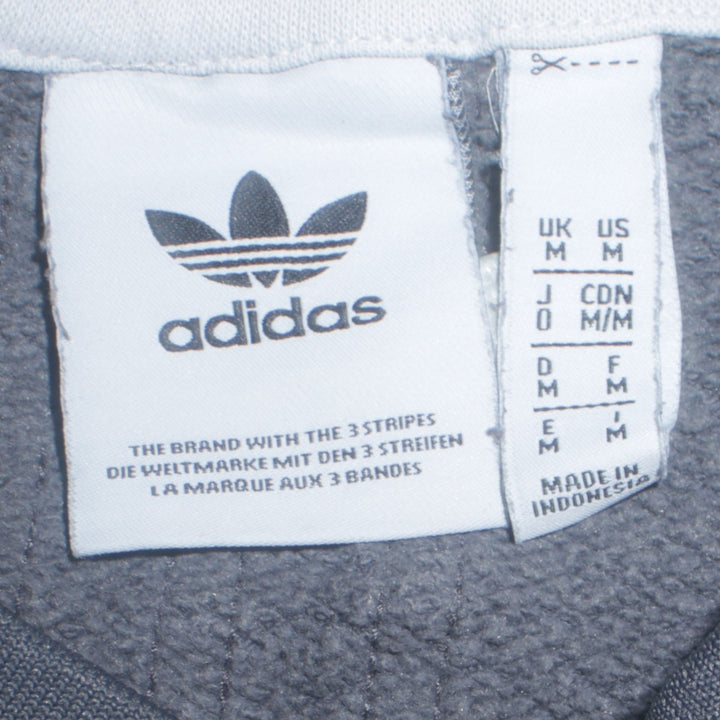 adidas
THE BRAND WITH THE 3 STRIPES
DIE WELTMARKE MIT DEN 3 STREIFEN
LA MARQUE AUX 3 BANDES
UK US
M M
J CDN
O M/M
D F
M M
E I
M M
MADE IN
INDONESIA